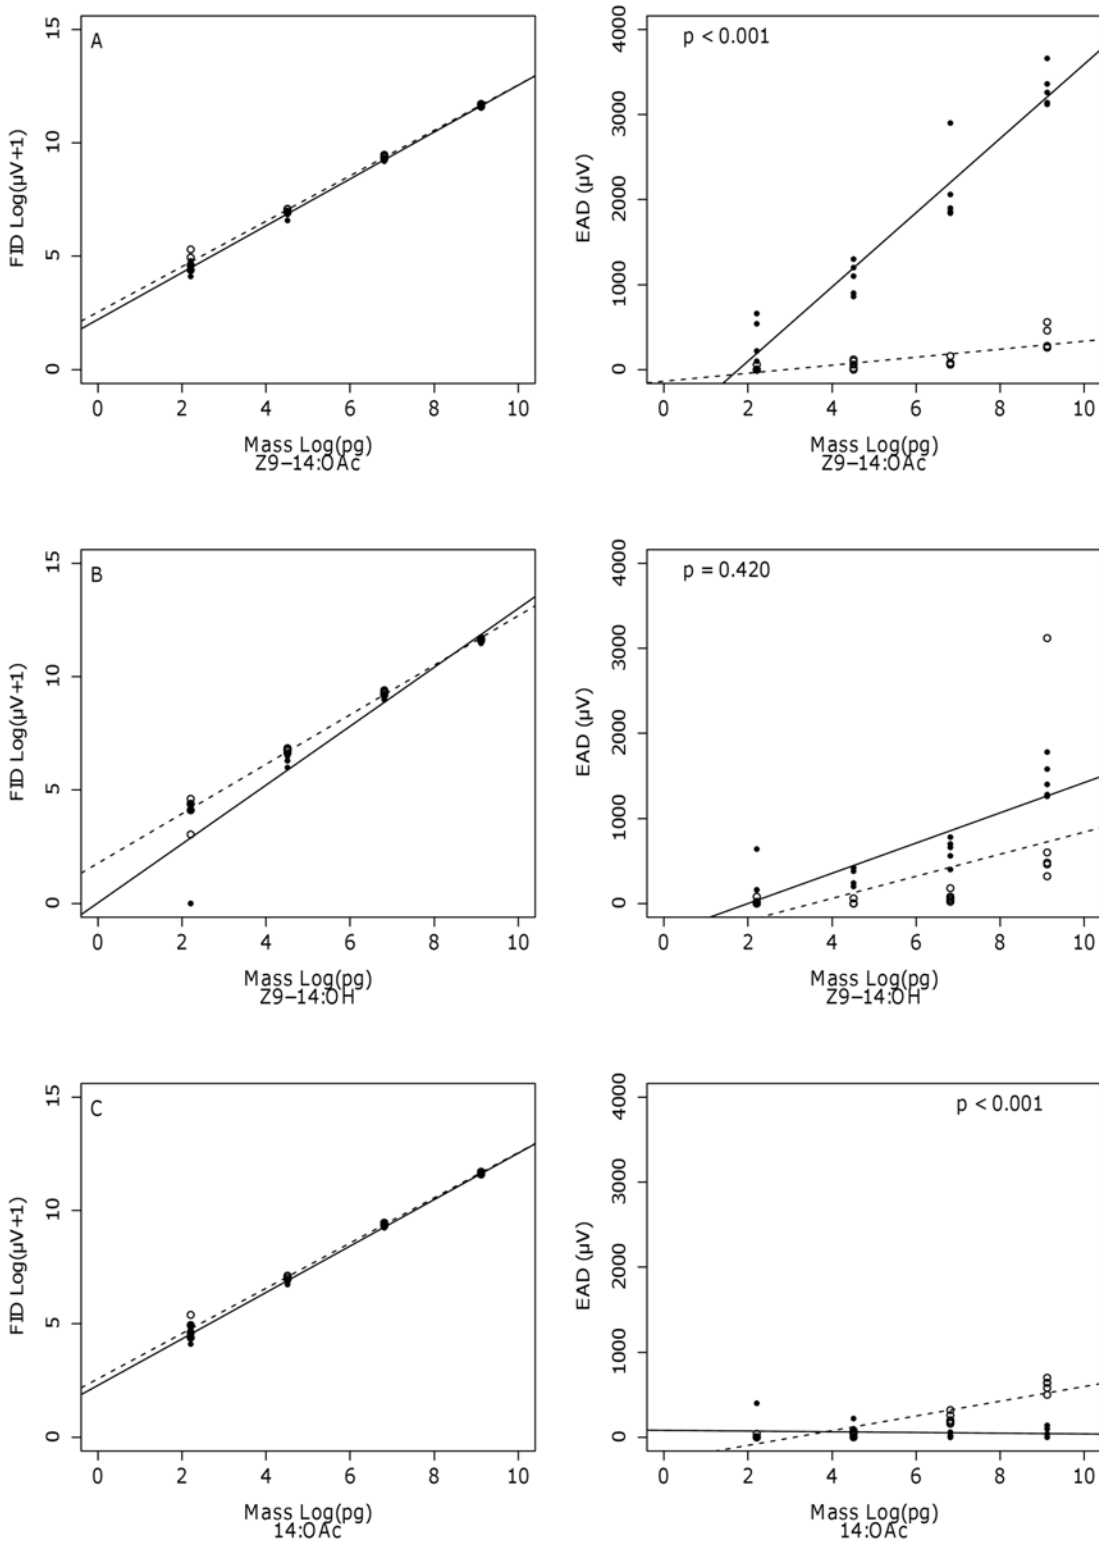 A
15
10
5
0
FID Log(µV+1)
0 2 4 6 8 10
Mass Log(pg)
Z9–14:OAc
p < 0.001
4000
3000
2000
1000
0
EAD (µV)
0 2 4 6 8 10
Mass Log(pg)
Z9–14:OAc
B
15
10
5
0
FID Log(µV+1)
0 2 4 6 8 10
Mass Log(pg)
Z9–14:OH
p = 0.420
4000
3000
2000
1000
0
EAD (µV)
0 2 4 6 8 10
Mass Log(pg)
Z9–14:OH
C
15
10
5
0
FID Log(µV+1)
0 2 4 6 8 10
Mass Log(pg)
14:OAc
p < 0.001
4000
3000
2000
1000
0
EAD (µV)
0 2 4 6 8 10
Mass Log(pg)
14:OAc